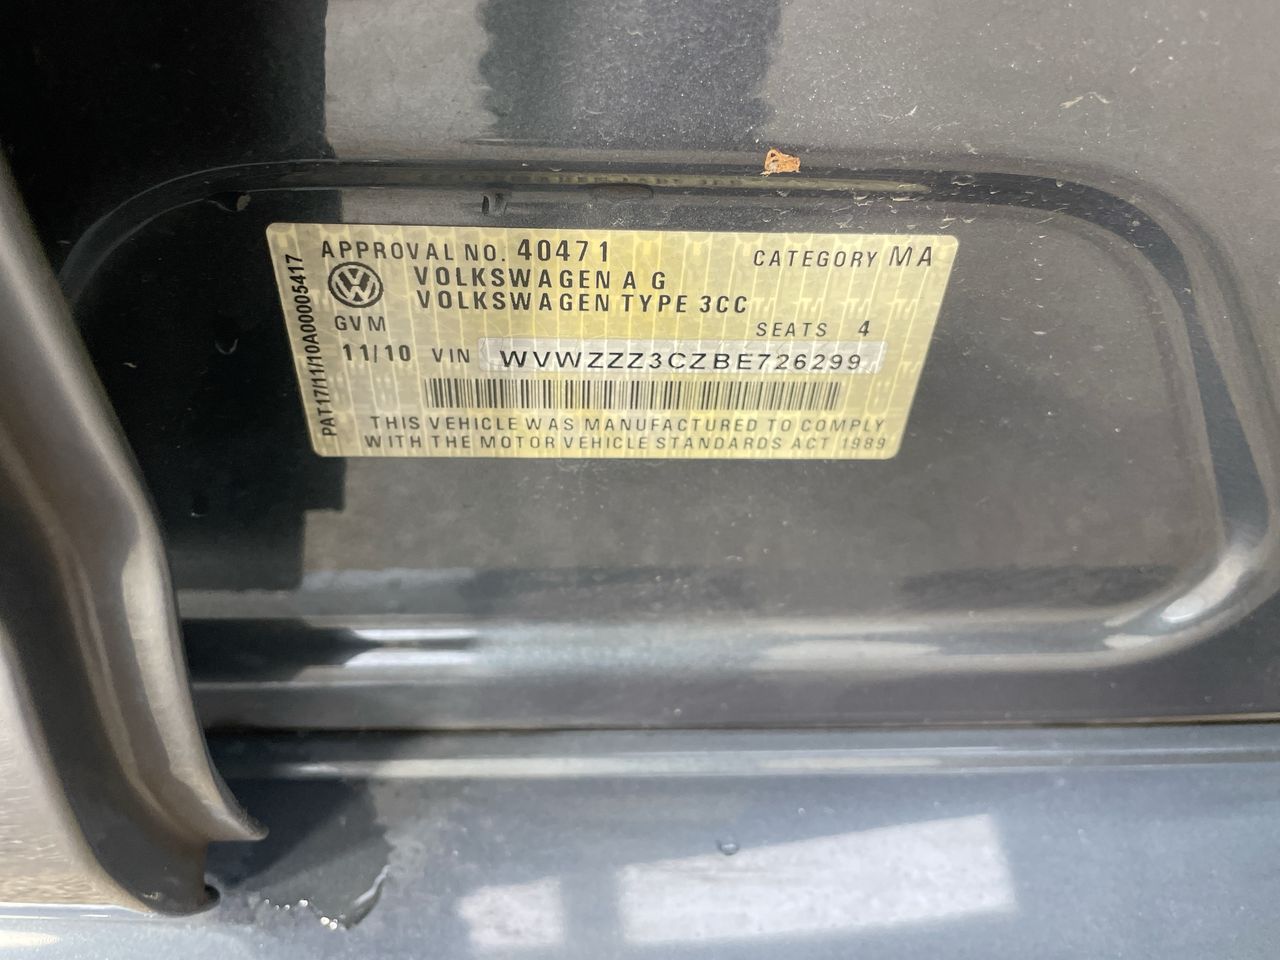 APPROVAL NO. 40471 CATEGORY MA
VOLKSWAGEN A G
VOLKSWAGEN TYPE 3CC
GVM SEATS 4
11/10 VIN WVWZZZ3CZBE726299
THIS VEHICLE WAS MANUFACTURED TO COMPLY
WITH THE MOTOR VEHICLE STANDARDS ACT 1989
PAT17/11/10A00005417